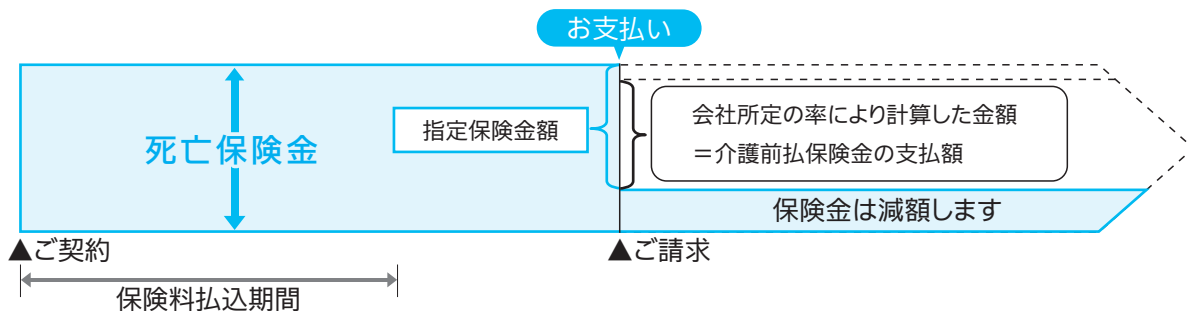 お支払い
死亡保険金
指定保険金額
会社所定の率により計算した金額
＝介護前払保険金の支払額
保険金は減額します
▲ご契約
▲ご請求
保険料払込期間